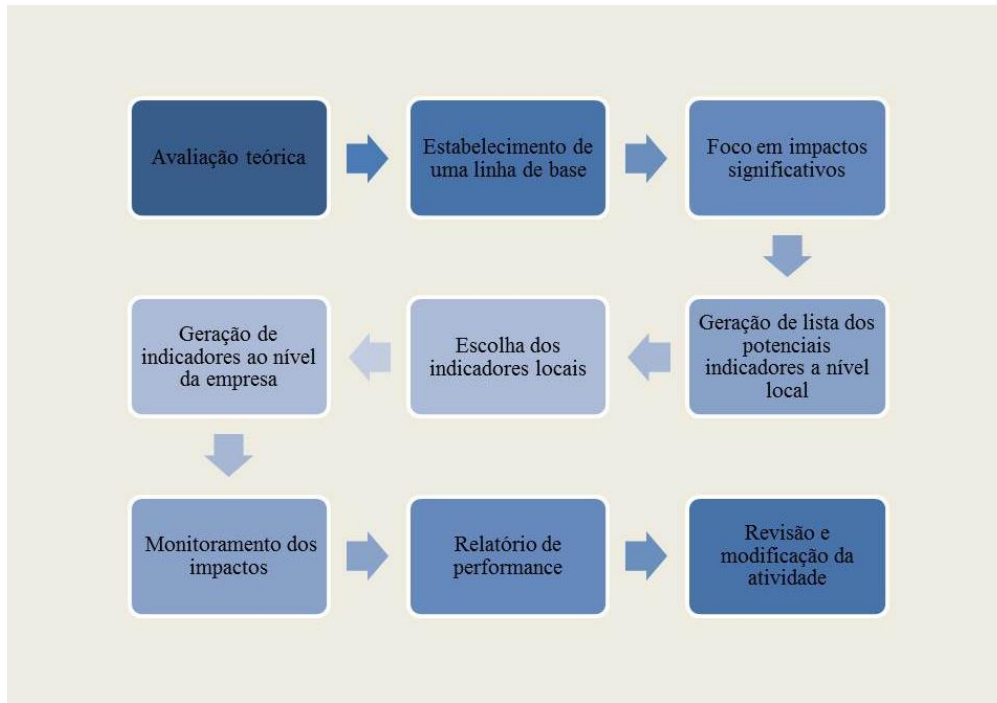 Avaliação teórica
Estabelecimento de
uma linha de base
Foco em impactos
significativos
Geração de lista dos
potenciais
indicadores a nível
local
Escolha dos
indicadores locais
Geração de
indicadores ao nível
da empresa
Monitoramento dos
impactos
Relatório de
performance
Revisão e
modificação da
atividade